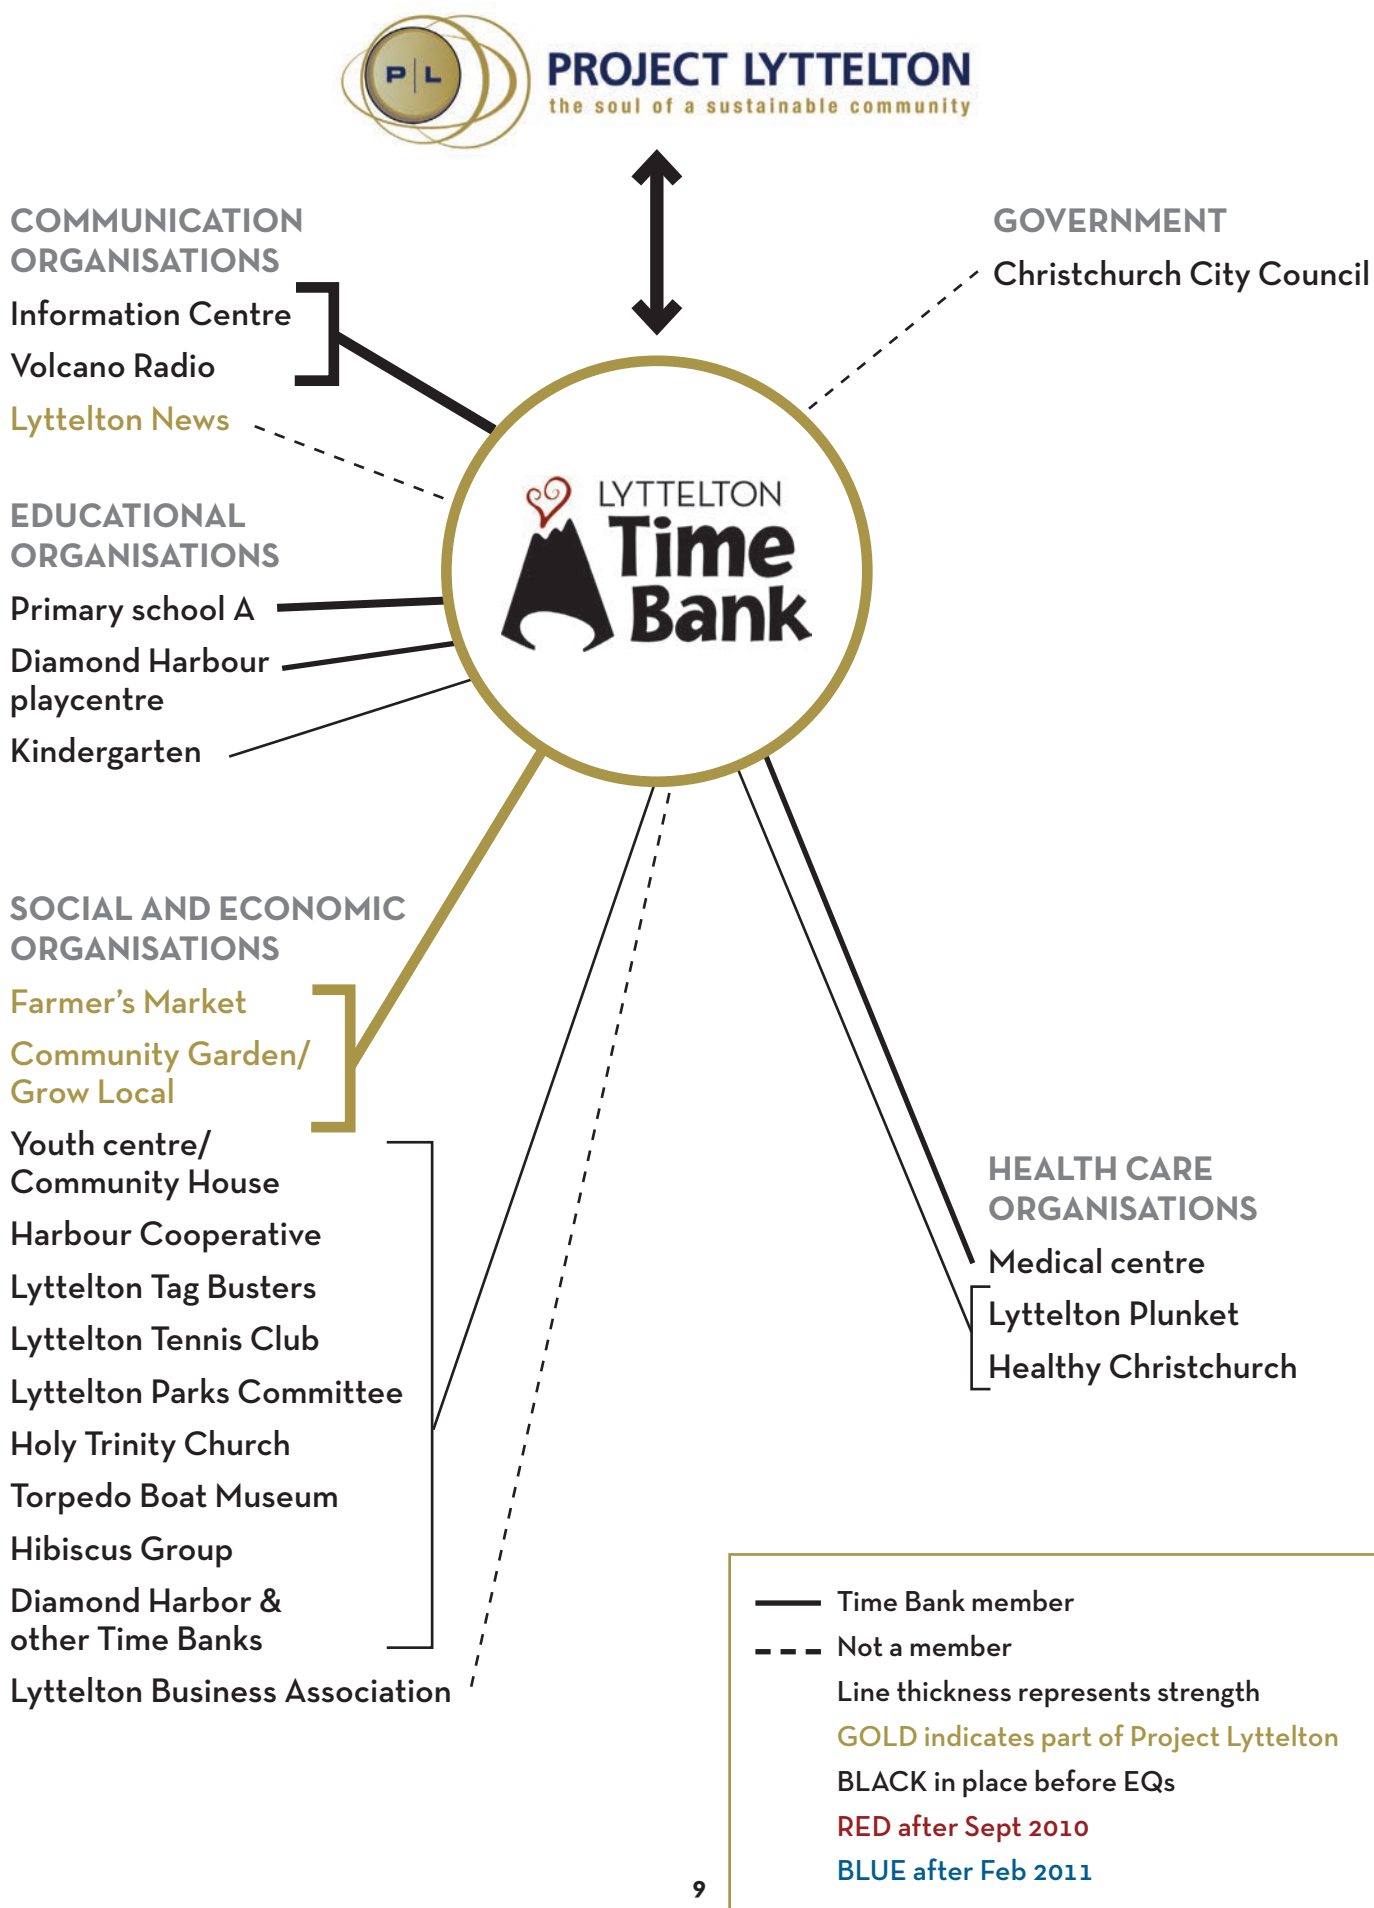 P|L
PROJECT LYTTELTON
the soul of a sustainable community
COMMUNICATION
ORGANISATIONS
Information Centre
Volcano Radio
Lyttelton News
GOVERNMENT
Christchurch City Council
LYTTELTON
Time
Bank
EDUCATIONAL
ORGANISATIONS
Primary school A
Diamond Harbour
playcentre
Kindergarten
SOCIAL AND ECONOMIC
ORGANISATIONS
Farmer's Market
Community Garden/
Grow Local
Youth centre/
Community House
Harbour Cooperative
Lyttelton Tag Busters
Lyttelton Tennis Club
Lyttelton Parks Committee
Holy Trinity Church
Torpedo Boat Museum
Hibiscus Group
Diamond Harbor &
other Time Banks
Lyttelton Business Association
HEALTH CARE
ORGANISATIONS
Medical centre
Lyttelton Plunket
Healthy Christchurch
Time Bank member
Not a member
Line thickness represents strength
GOLD indicates part of Project Lyttelton
BLACK in place before EQs
RED after Sept 2010
BLUE after Feb 2011
9